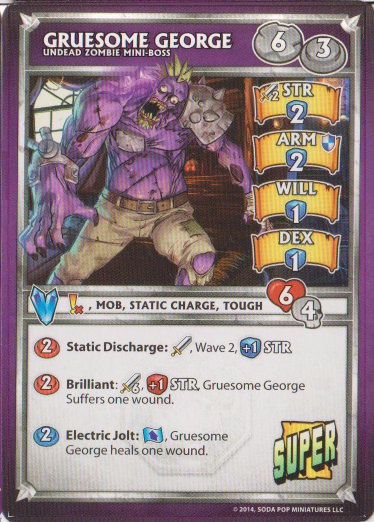 GRUESOME GEORGE
UNDEAD ZOMBIE MINI-BOSS
6 3
2 STR
2
ARM
2
WILL
1
DEX
1
, MOB, STATIC CHARGE, TOUGH
6
4
2 Static Discharge: , Wave 2, +1 STR
2 Brilliant: 6, +1 STR, Gruesome George
Suffers one wound.
2 Electric Jolt: , Gruesome
George heals one wound.
SUPER
© 2014, SODA POP MINIATURES LLC